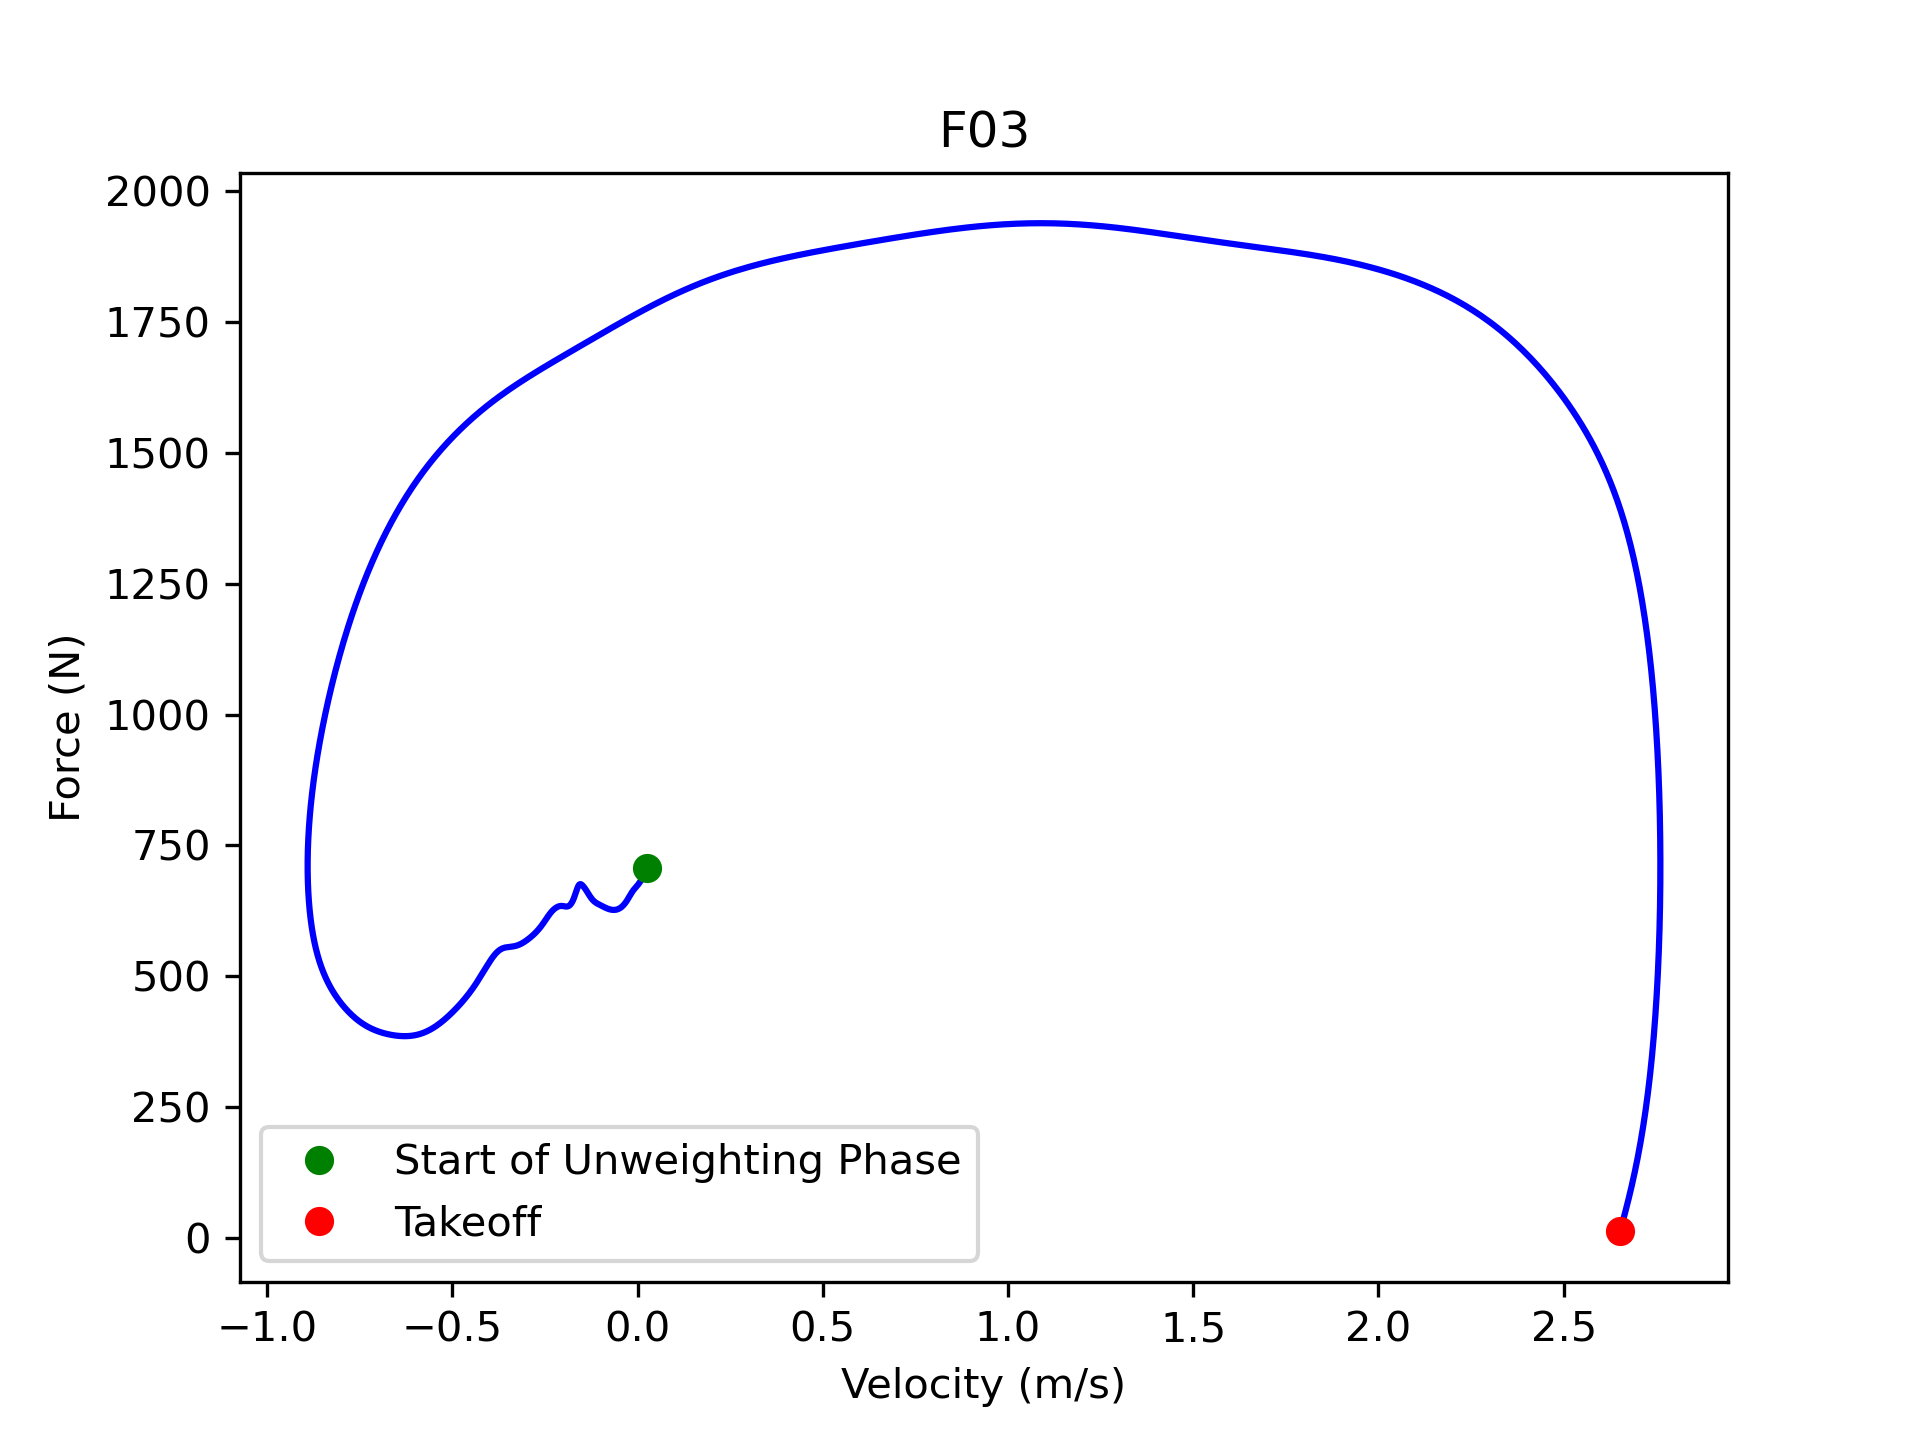 F03
2000
1750
1500
1250
1000
750
500
250
0
Force (N)
Start of Unweighting Phase
Takeoff
−1.0 −0.5 0.0 0.5 1.0 1.5 2.0 2.5
Velocity (m/s)